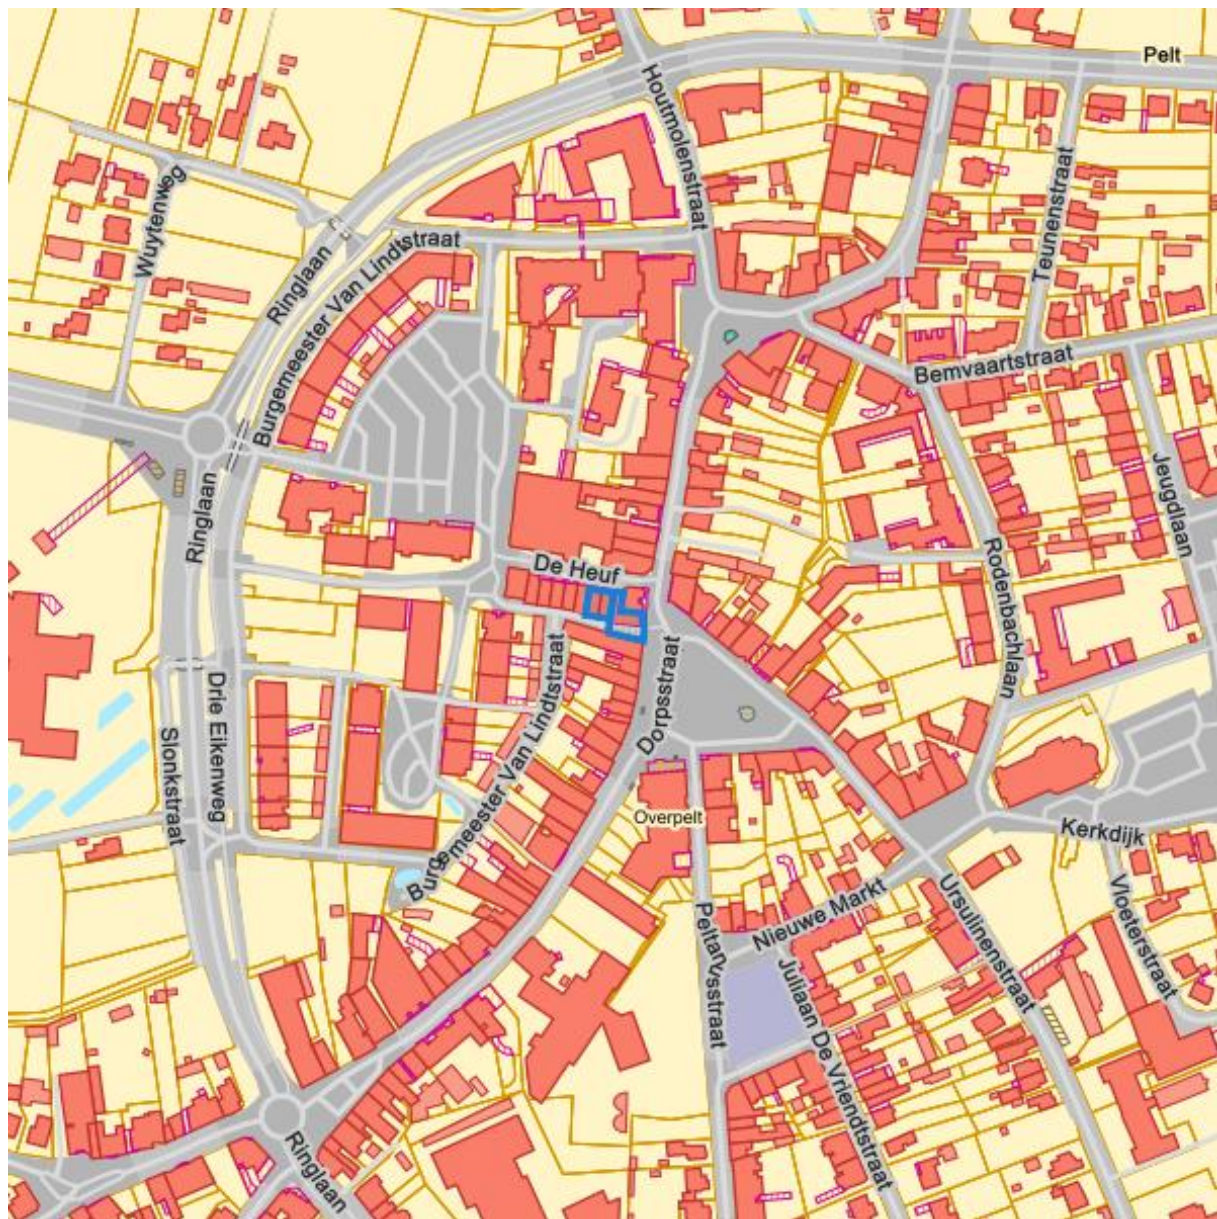 Pelt
Houtmolenstraat
Wuytenweg
Teunenstraat
Ringlaan
Burgemeester Van Lindtstraat
Bemvaartstraat
Jeugdlaan
Ringlaan
De Heuf
Rodenbachlaan
Burgemeester Van Lindtstraat
Dorpsstraat
Drie Eikenweg
Slonkstraat
Overpelt
Kerkdijk
Nieuwe Markt
Ursulinenstraat
Vloeterstraat
Peltarvsstraat
Juliaan De Vriendtstraat
Ringlaan